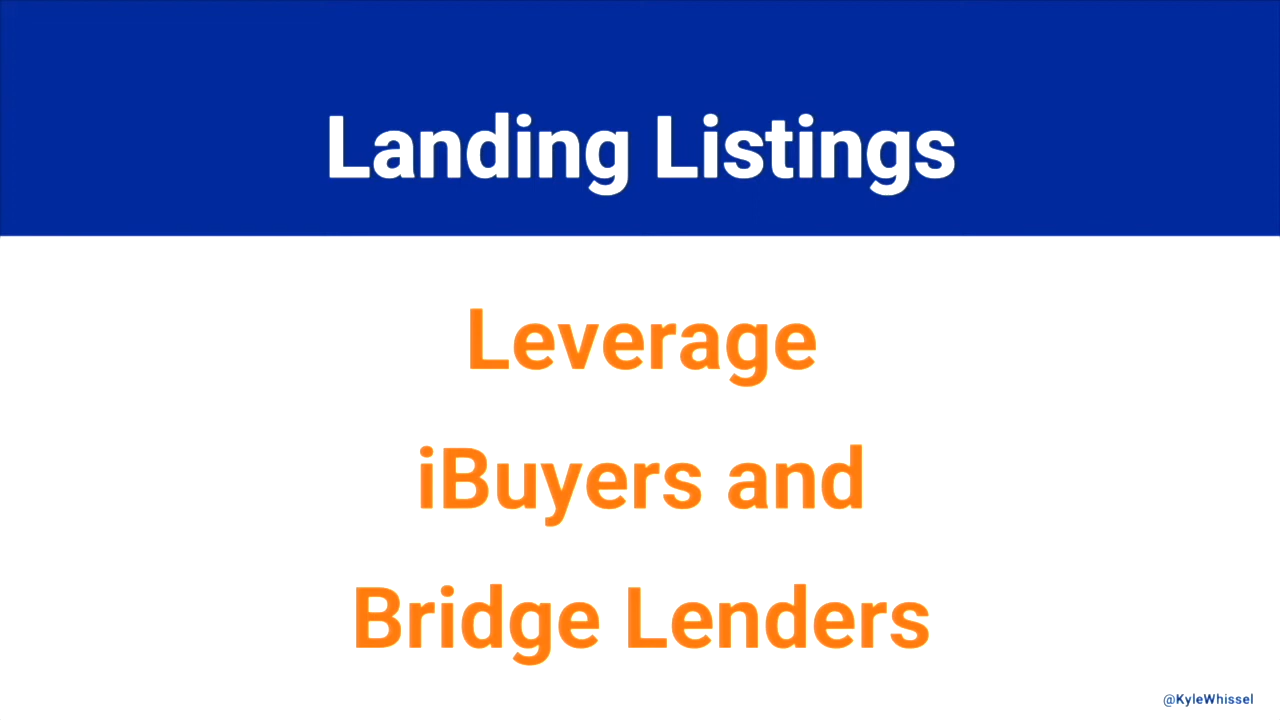 Landing Listings
Leverage
iBuyers and
Bridge Lenders
@KyleWhissel